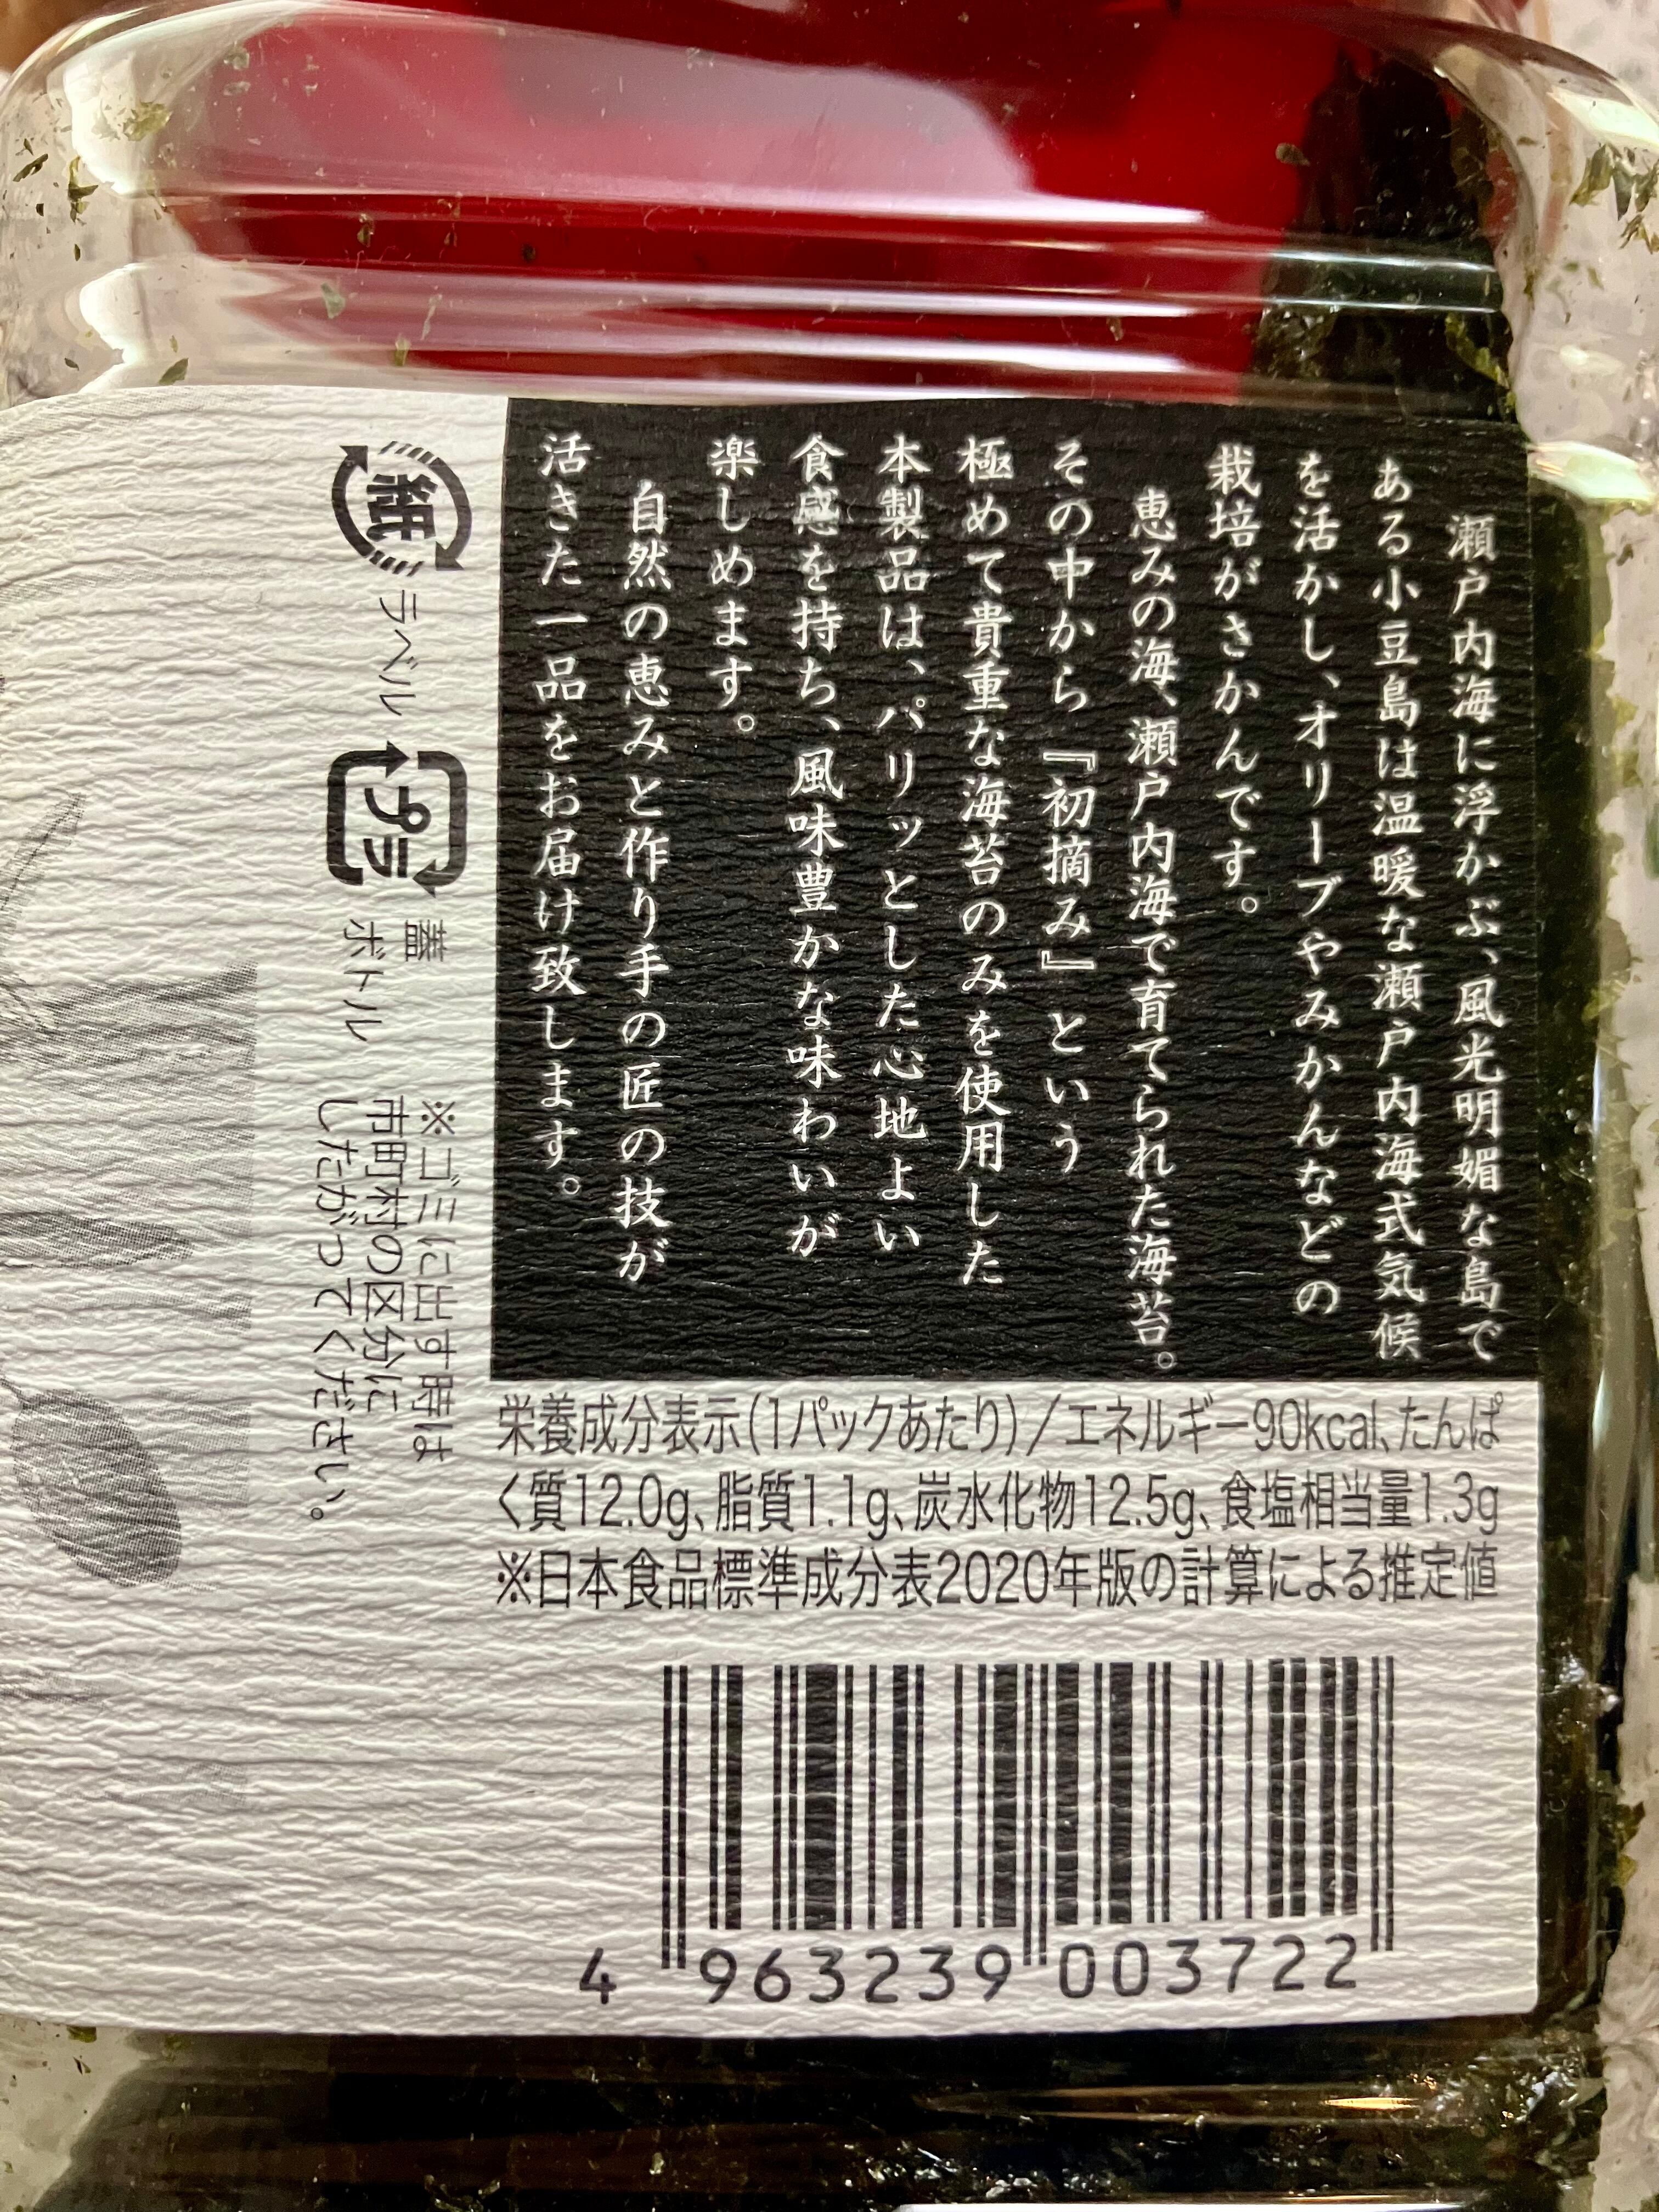 瀬戸内海に浮かぶ、風光明媚な島で
ある小豆島は温暖な瀬戸内海式気候
を活かし、オリーブやみかんなどの
栽培がさかんです。
恵みの海、瀬戸内海で育てられた海苔。
その中から『初摘み』という
極めて貴重な海苔のみを使用した
本製品は、パリッとした心地よい
食感を持ち、風味豊かな味わいが
楽しめます。
自然の恵みと作り手の匠の技が
活きた一品をお届け致します。
紙
ラベル
プラ
蓋
ボトル
※ゴミに出す時は
市町村の区分に
したがってください。
栄養成分表示(1パックあたり)/エネルギー90kcal、たんぱ
く質12.0g、脂質1.1g、炭水化物12.5g、食塩相当量1.3g
※日本食品標準成分表2020年版の計算による推定値
4 963239 003722